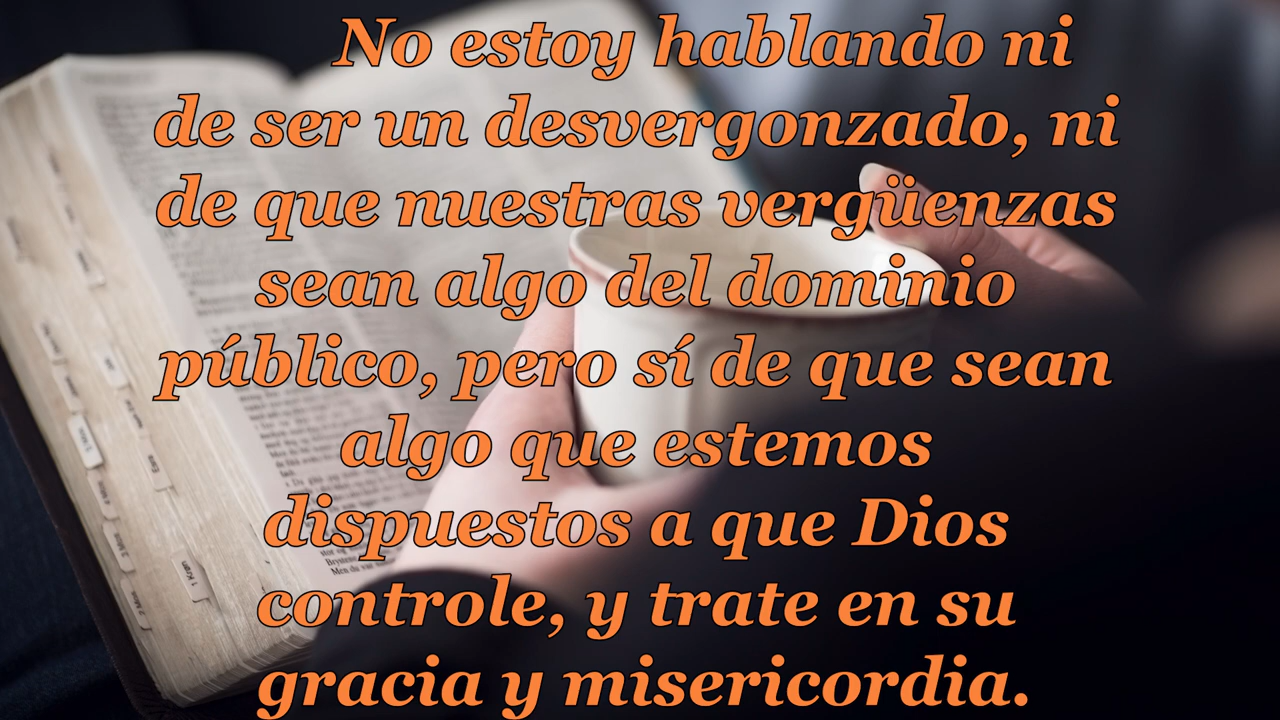 No estoy hablando ni
de ser un desvergonzado, ni
de que nuestras vergüenzas
sean algo del dominio
público, pero sí de que sean
algo que estemos
dispuestos a que Dios
controle, y trate en su
gracia y misericordia.